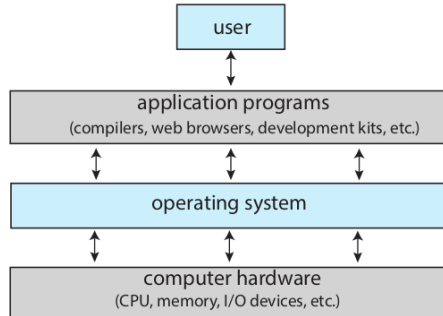 user
application programs
(compilers, web browsers, development kits, etc.)
operating system
computer hardware
(CPU, memory, I/O devices, etc.)